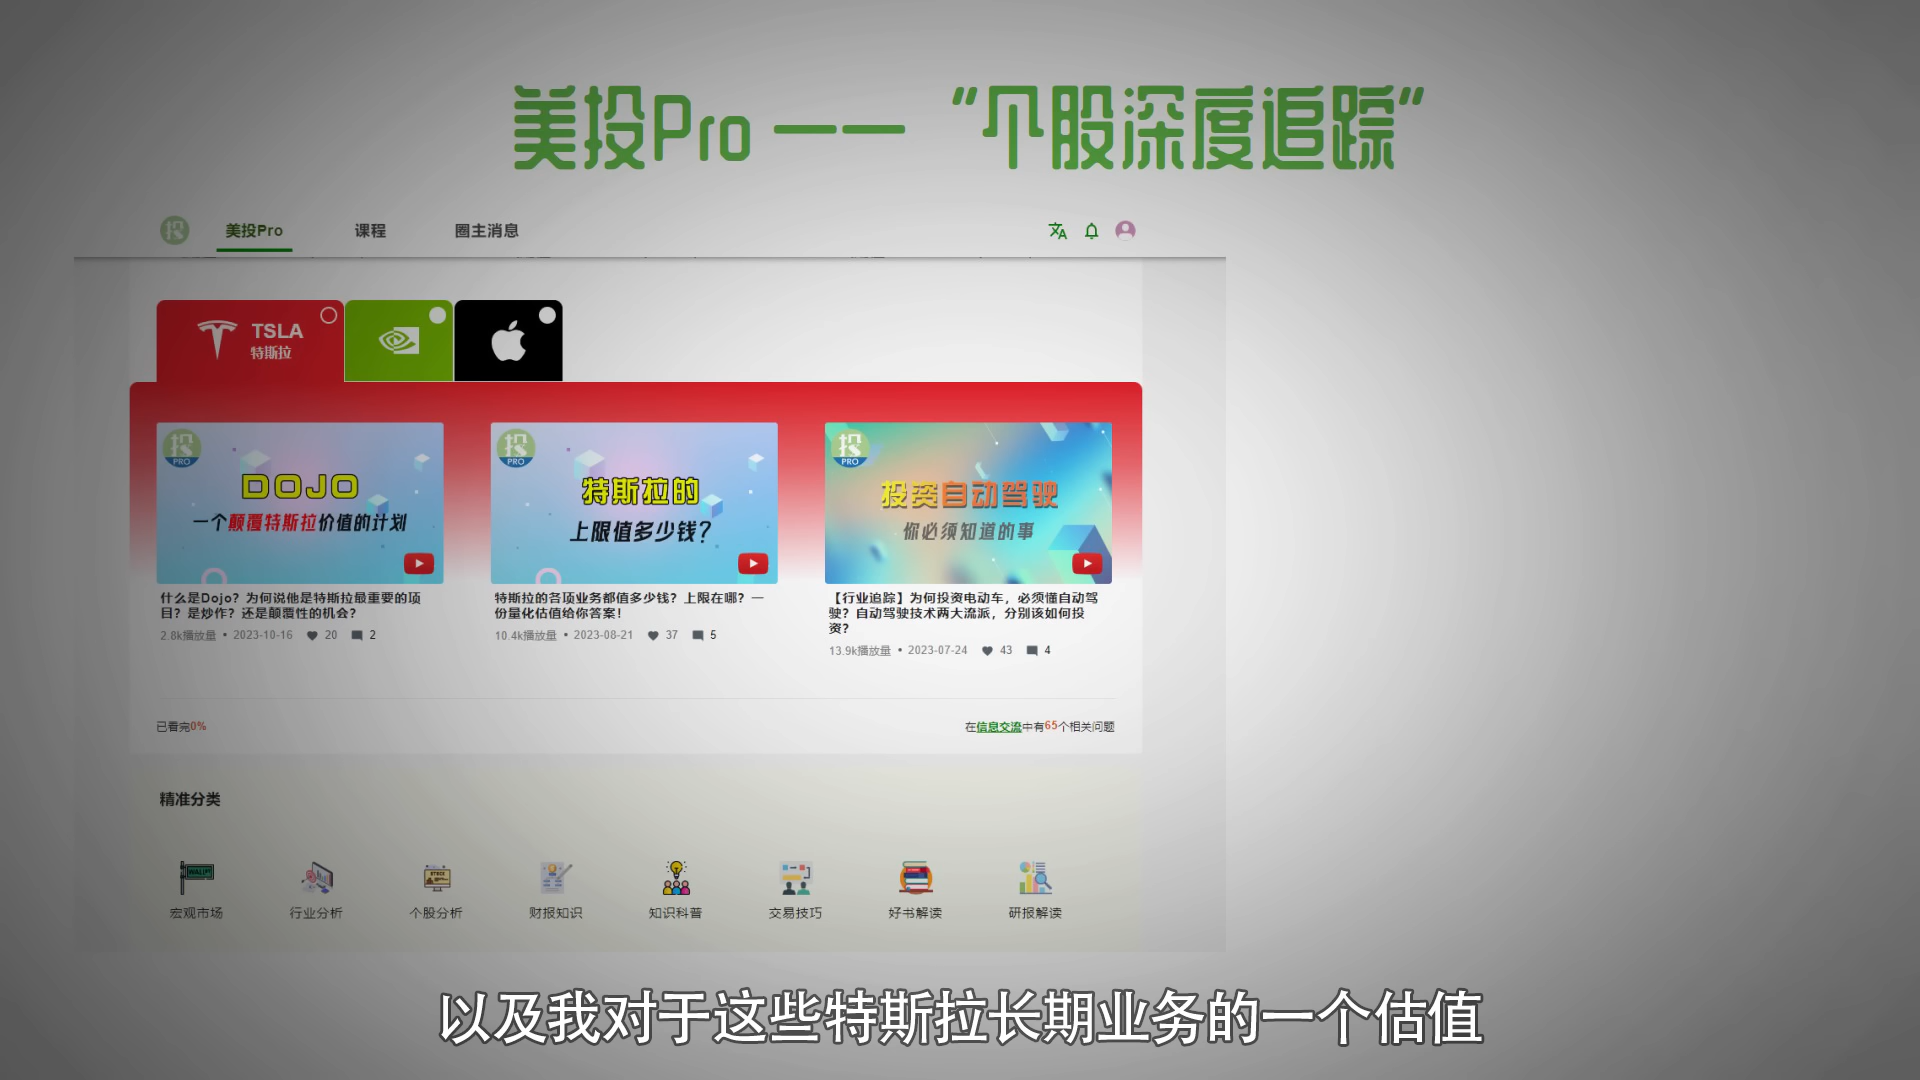 美投Pro ——“个股深度追踪“
投
美投Pro
课程
圈主消息
TSLA
特斯拉
投
PRO
DOJO
一个颠覆特斯拉价值的计划
投
PRO
特斯拉的
上限值多少钱？
投
PRO
投资自动驾驶
你必须知道的事
什么是Dojo？为何说他是特斯拉最重要的项
目？是炒作？还是颠覆性的机会？
2.8k播放量 • 2023-10-16 20 2
特斯拉的各项业务都值多少钱？上限在哪？一
份量化估值给你答案！
10.4k播放量 • 2023-08-21 37 5
【行业追踪】为何投资电动车，必须懂自动驾
驶？自动驾驶技术两大流派，分别该如何投
资？
13.9k播放量 • 2023-07-24 43 4
已看完0%
在信息交流中有65个相关问题
精准分类
宏观市场
行业分析
个股分析
财报知识
知识科普
交易技巧
好书解读
研报解读
以及我对于这些特斯拉长期业务的一个估值